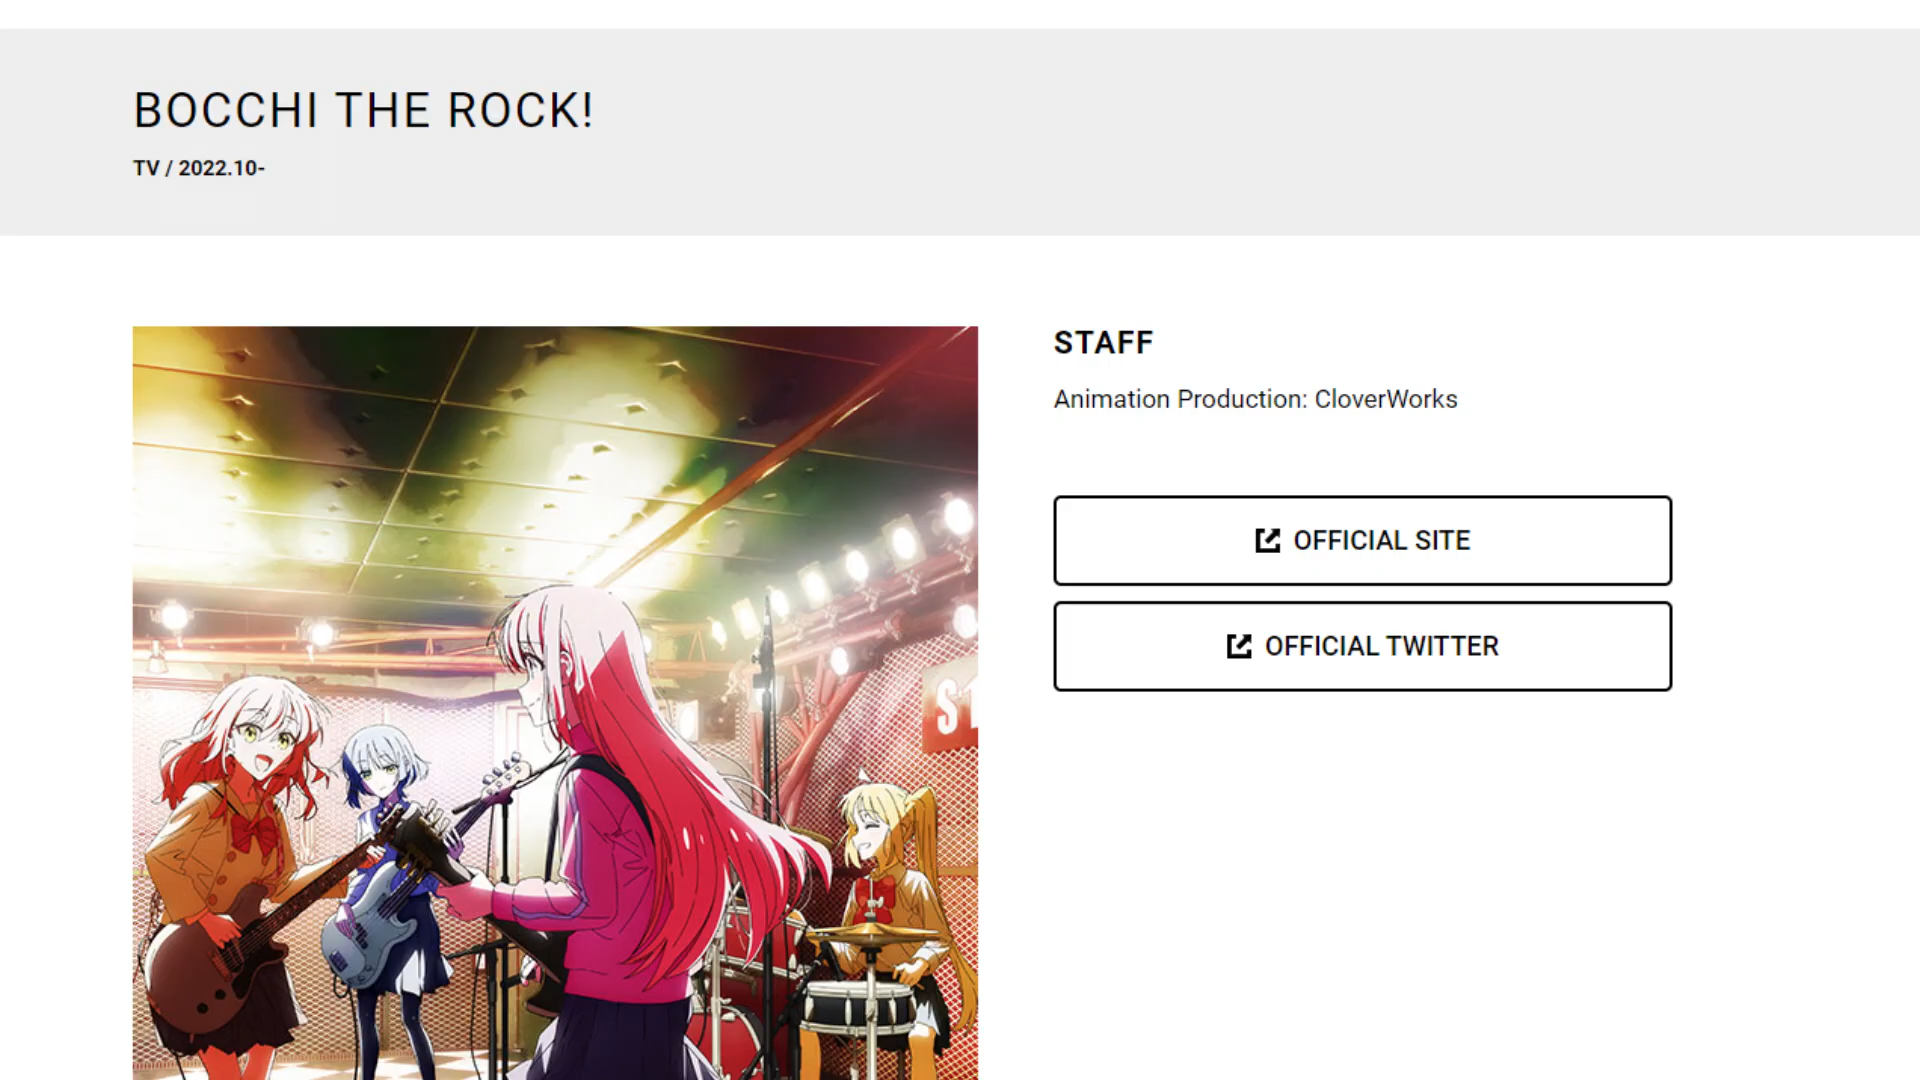 BOCCHI THE ROCK!
TV / 2022.10-
STAFF
Animation Production: CloverWorks
OFFICIAL SITE
OFFICIAL TWITTER